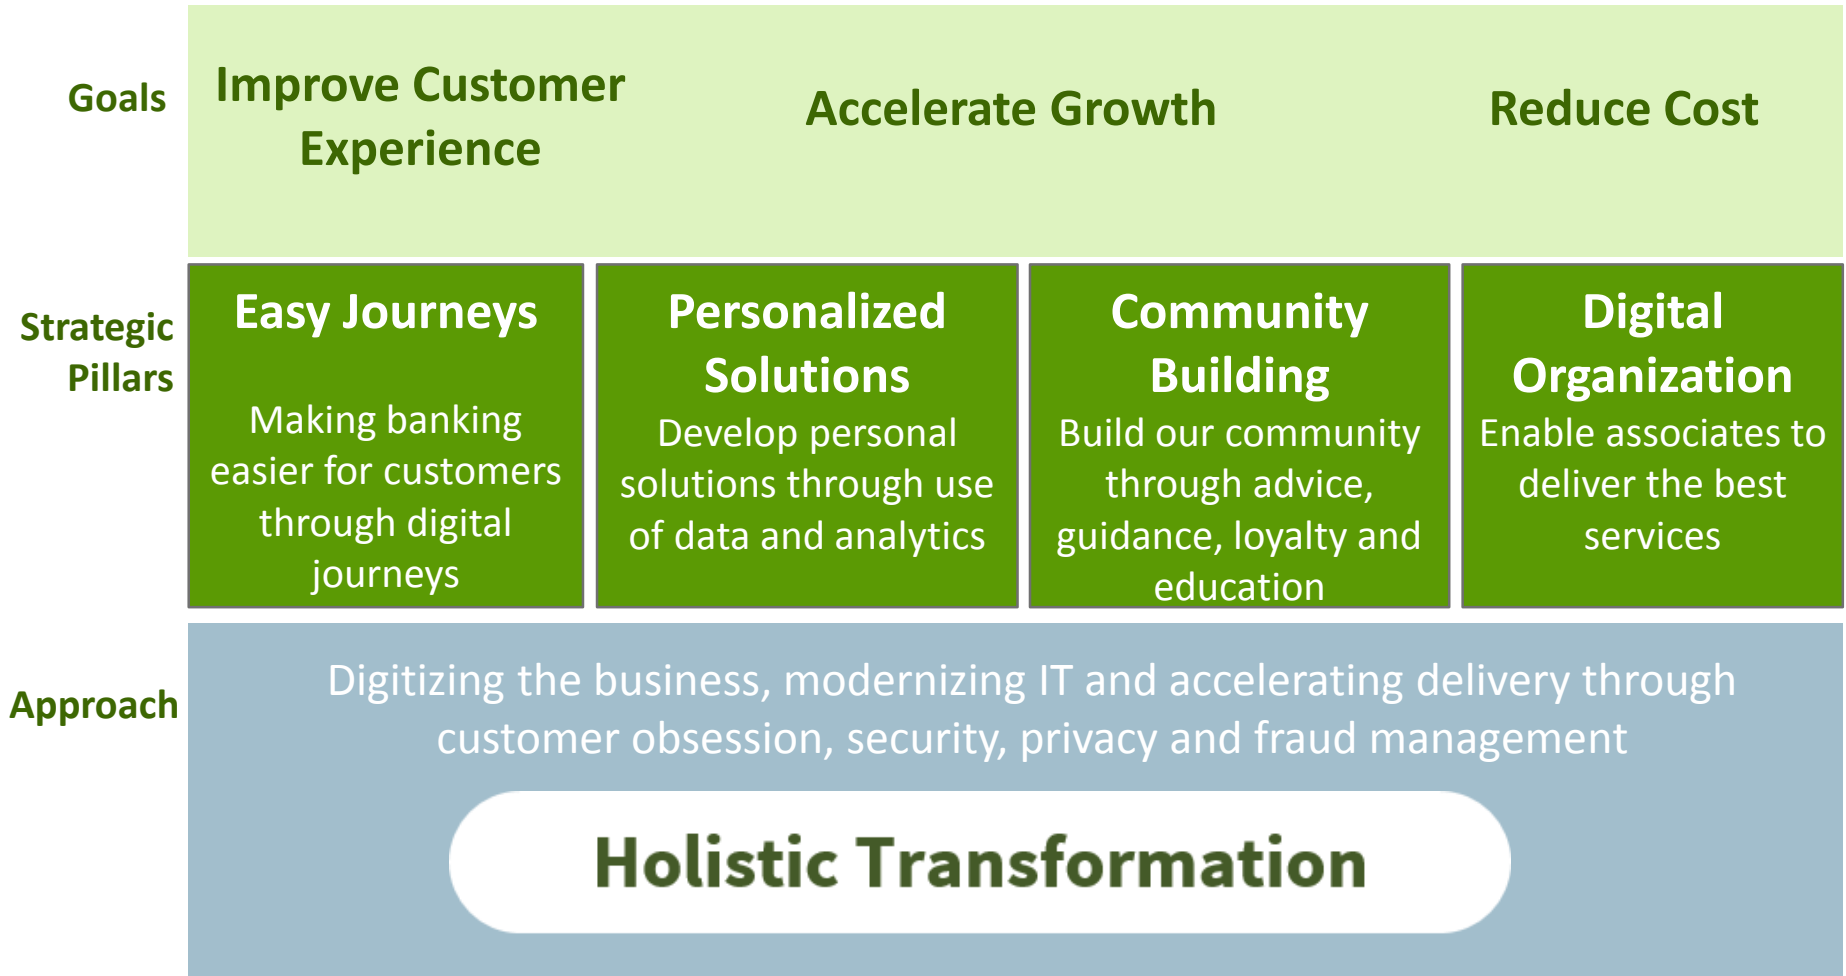 Goals
Improve Customer
Experience
Accelerate Growth
Reduce Cost
Strategic
Pillars
Easy Journeys
Making banking
easier for customers
through digital
journeys
Personalized
Solutions
Develop personal
solutions through use
of data and analytics
Community
Building
Build our community
through advice,
guidance, loyalty and
education
Digital
Organization
Enable associates to
deliver the best
services
Approach
Digitizing the business, modernizing IT and accelerating delivery through
customer obsession, security, privacy and fraud management
Holistic Transformation